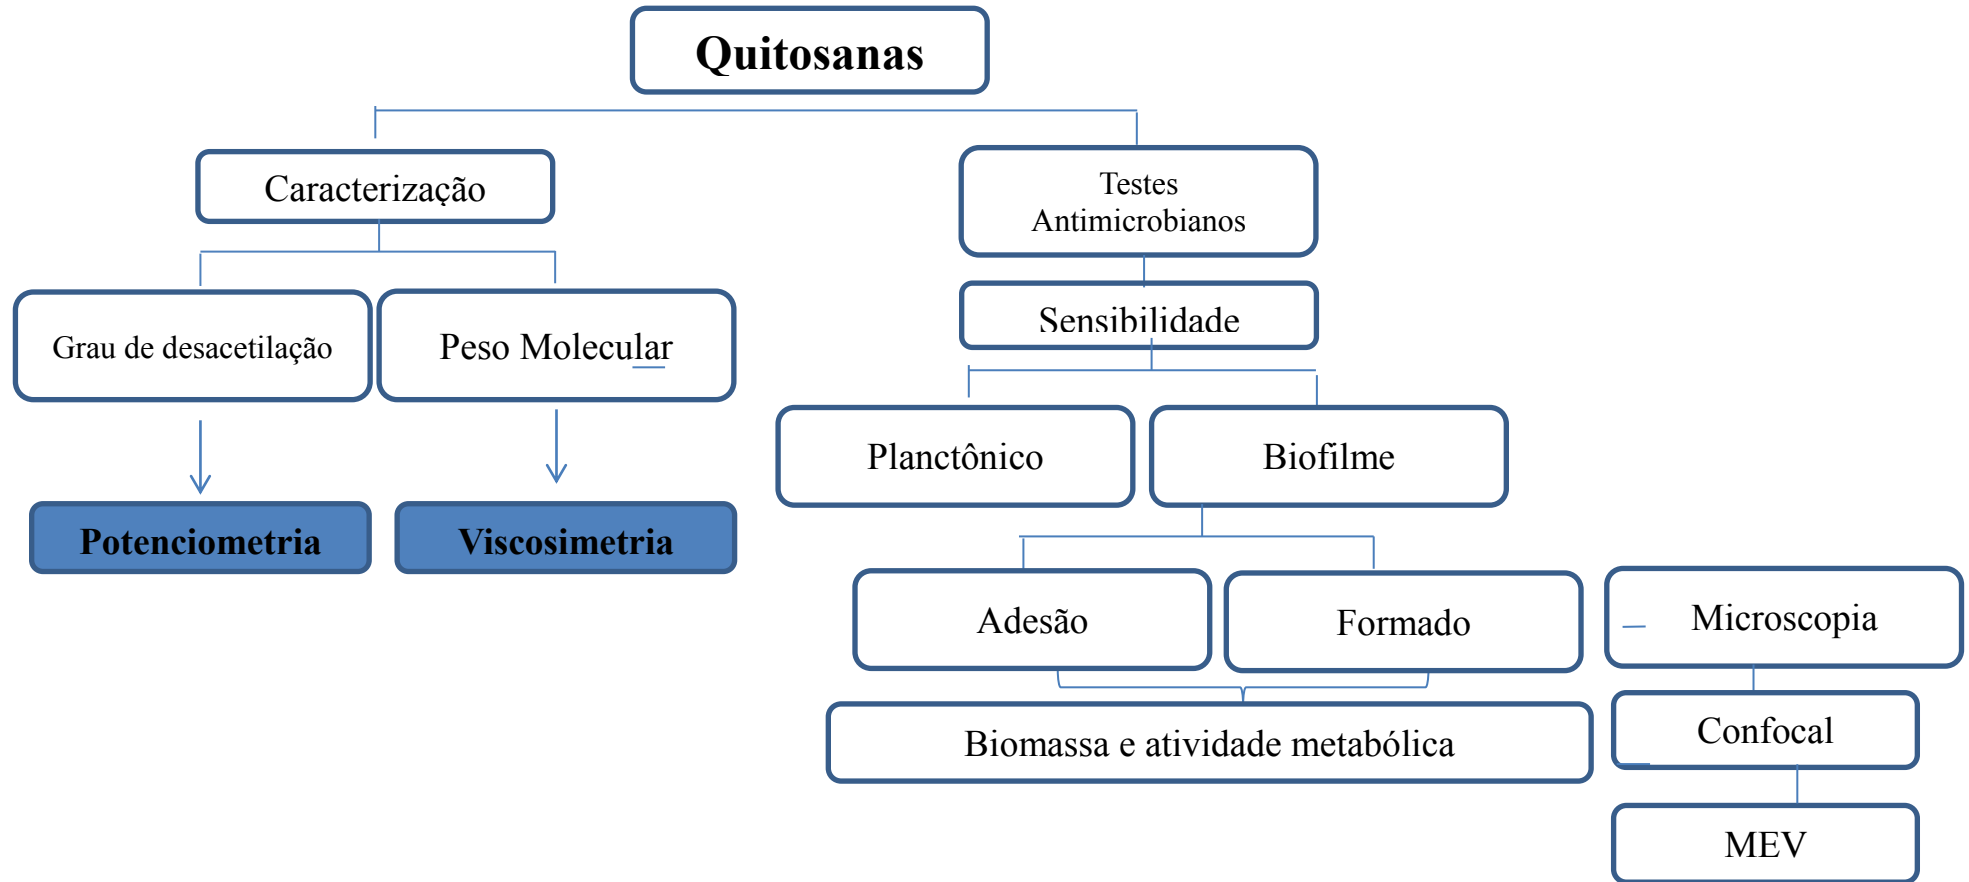 Quitosanas
Caracterização
Testes
Antimicrobianos
Grau de desacetilação
Peso Molecular
Sensibilidade
Planctônico
Biofilme
Potenciometria
Viscosimetria
Adesão
Formado
Microscopia
Biomassa e atividade metabólica
Confocal
MEV